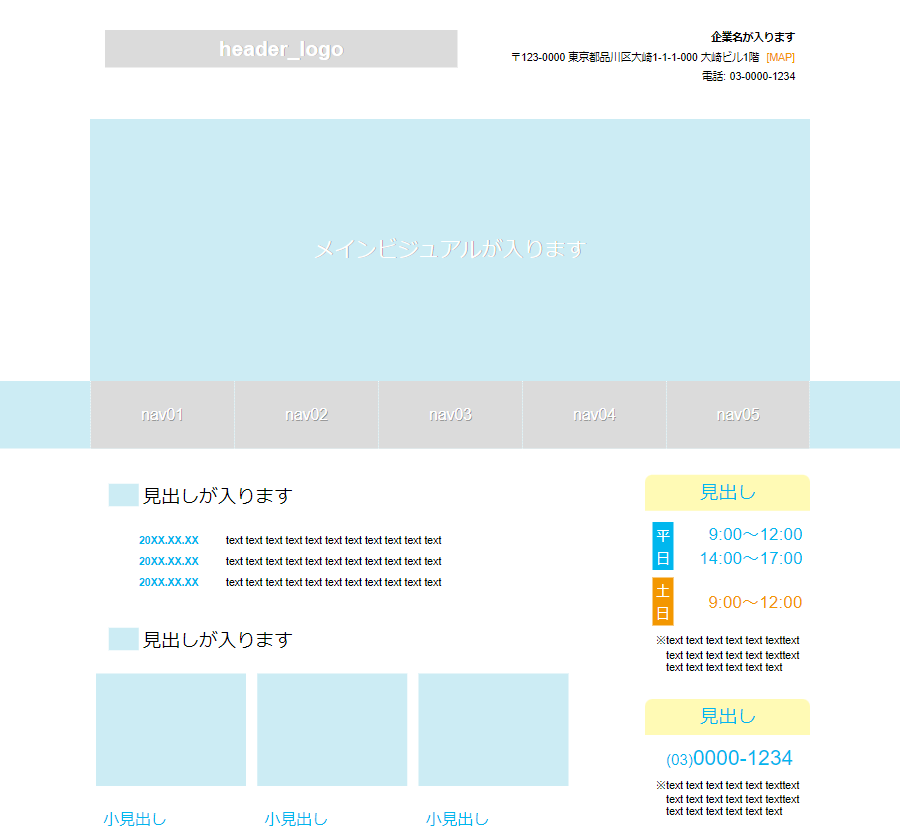 header_logo
企業名が入ります
〒123-0000 東京都品川区大崎1-1-1-000 大崎ビル1階 [MAP]
電話: 03-0000-1234
メインビジュアルが入ります
nav01 nav02 nav03 nav04 nav05
見出しが入ります
20XX.XX.XX text text text text text text text text text text text
20XX.XX.XX text text text text text text text text text text text
20XX.XX.XX text text text text text text text text text text text
見出しが入ります
小見出し 小見出し 小見出し
見出し
平日 9:00〜12:00
14:00〜17:00
土日 9:00〜12:00
※text text text text text texttext
text text text text text texttext
text text text text text text
見出し
(03)0000-1234
※text text text text text texttext
text text text text text texttext
text text text text text text